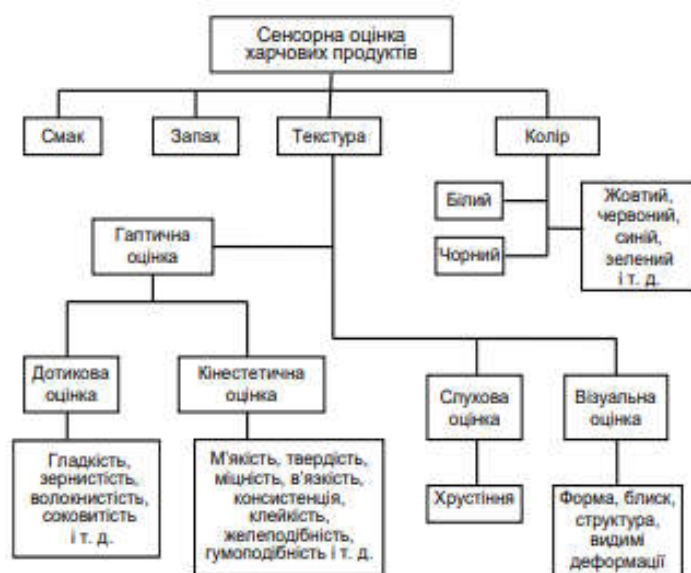 Сенсорна оцінка
харчових продуктів
Смак
Запах
Текстура
Колір
Білий
Чорний
Жовтий,
червоний,
синій,
зелений
і т. д.
Гаптична
оцінка
Дотикова
оцінка
Кінестетична
оцінка
Слухова
оцінка
Візуальна
оцінка
Гладкість,
зернистість,
волокнистість,
соковитість
і т. д.
М'якість, твердість,
міцність, в'язкість,
консистенція,
клейкість,
желеподібність,
гумоподібність і т. д.
Хрустіння
Форма, блиск,
структура,
видимі
деформації